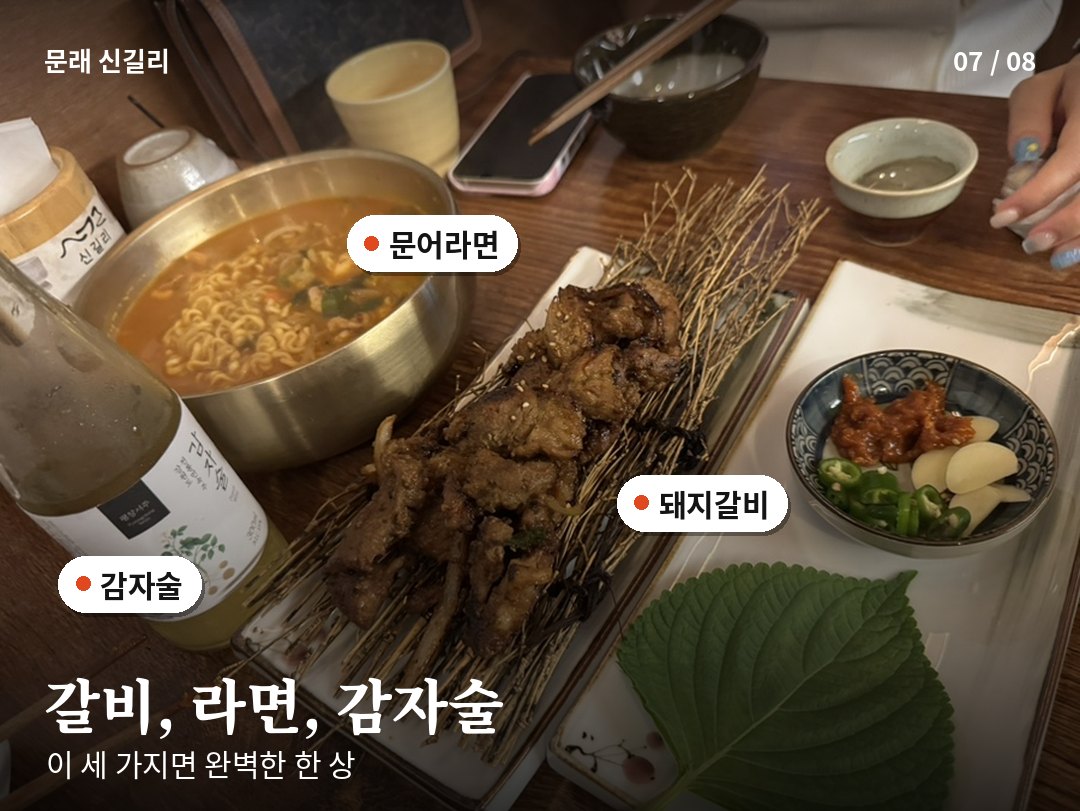 문래 신길리
07 / 08
신길리
문어라면
감자술
돼지갈비
감자술
갈비, 라면, 감자술
이 세 가지면 완벽한 한 상